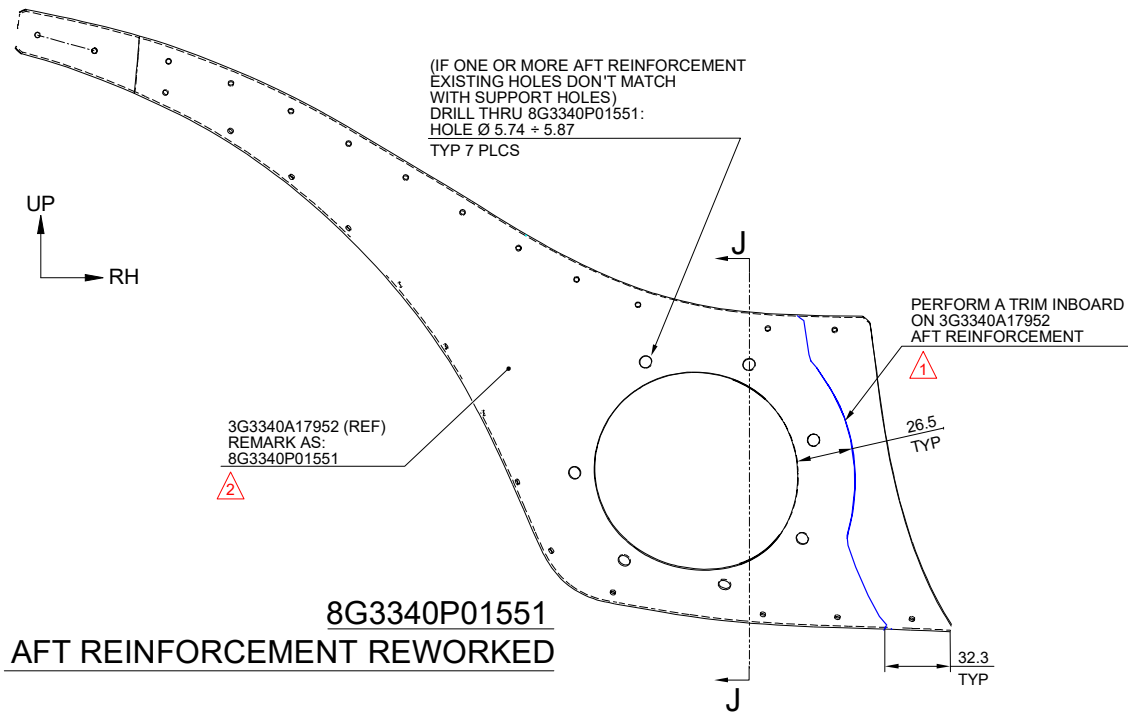 (IF ONE OR MORE AFT REINFORCEMENT
EXISTING HOLES DON'T MATCH
WITH SUPPORT HOLES)
DRILL THRU 8G3340P01551:
HOLE Ø 5.74 ÷ 5.87
TYP 7 PLCS
UP
RH
J
PERFORM A TRIM INBOARD
ON 3G3340A17952
AFT REINFORCEMENT
1
26.5
TYP
3G3340A17952 (REF)
REMARK AS:
8G3340P01551
2
8G3340P01551
AFT REINFORCEMENT REWORKED
32.3
TYP
J